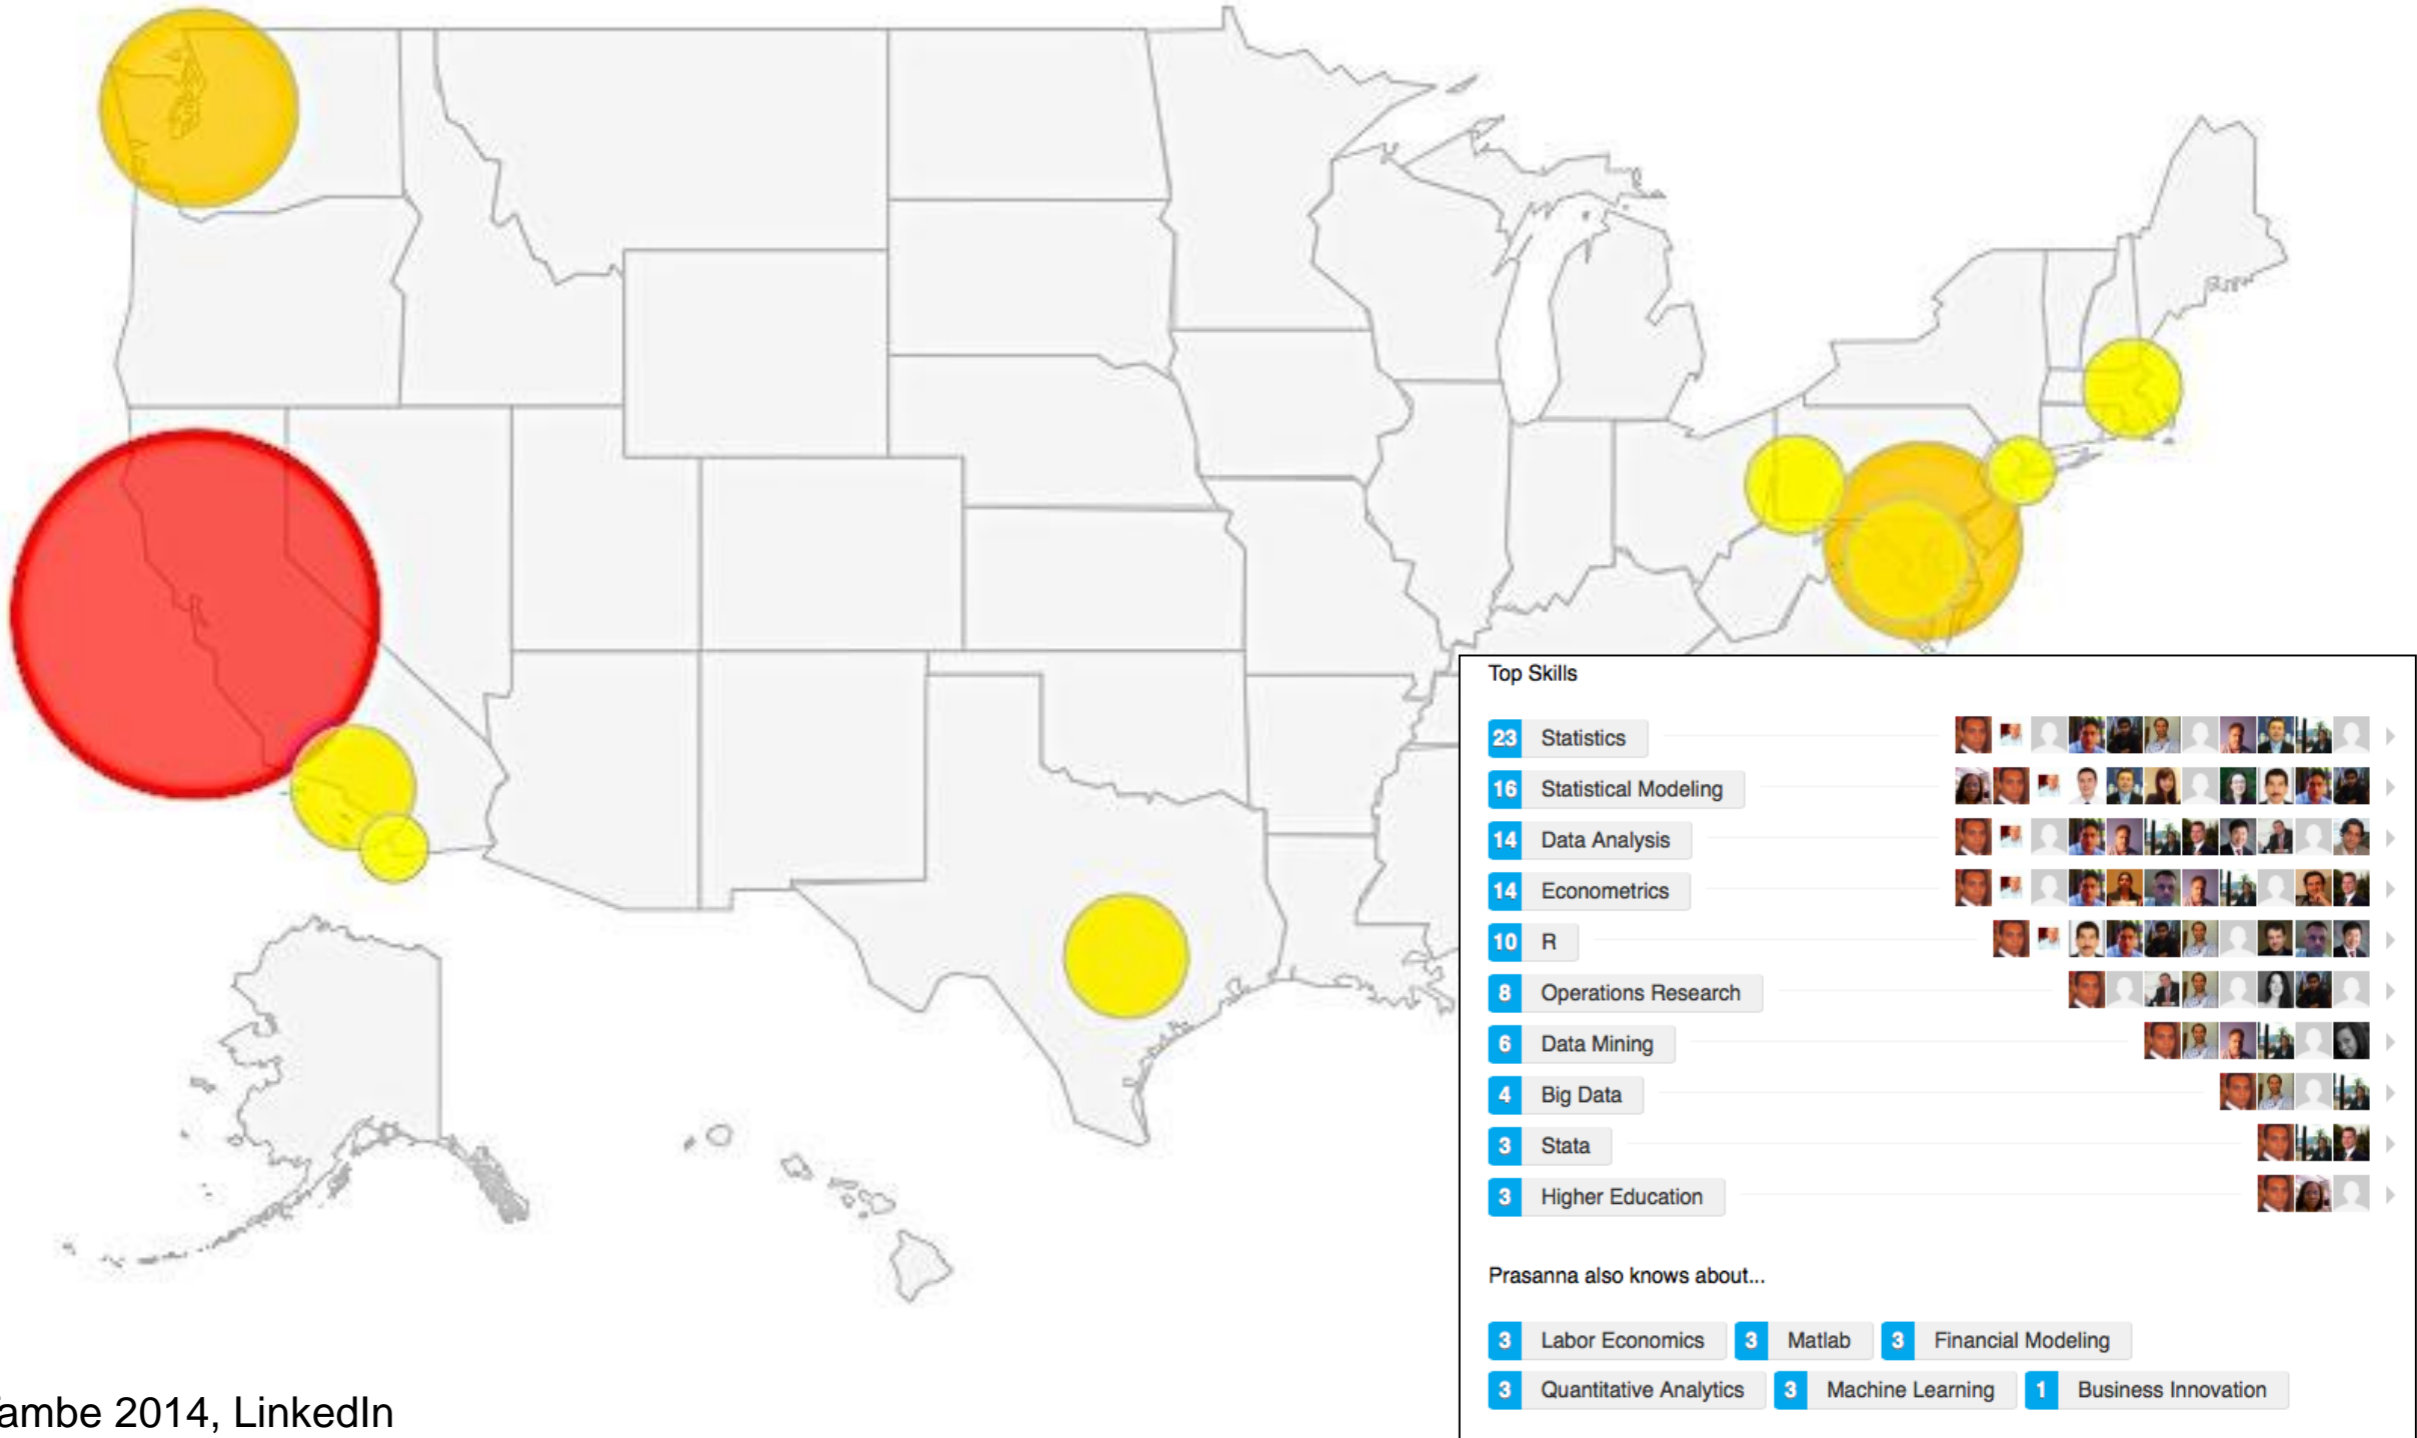 Top Skills
23 Statistics
16 Statistical Modeling
14 Data Analysis
14 Econometrics
10 R
8 Operations Research
6 Data Mining
4 Big Data
3 Stata
3 Higher Education
Prasanna also knows about...
3 Labor Economics 3 Matlab 3 Financial Modeling
3 Quantitative Analytics 3 Machine Learning 1 Business Innovation
ambe 2014, LinkedIn